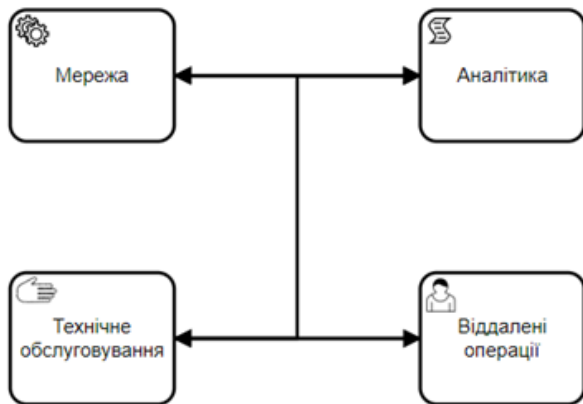 Мережа
Аналітика
Технічне
обслуговування
Віддалені
операції